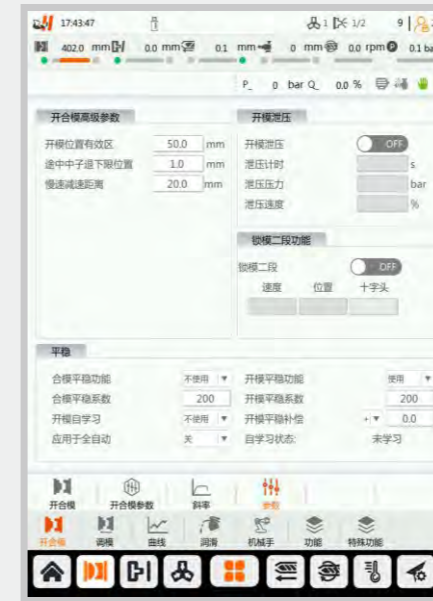 17:43:47 1 1/2 9
402.0 mm 0.0 mm 0.1 mm 0 mm 0.0 rpm 0.1 ba
P_ 0 bar Q_ 0.0 %
开合模高级参数
开模位置有效区 50.0 mm
途中中子退下限位置 1.0 mm
慢速减速距离 20.0 mm
开模泄压
开模泄压 OFF
泄压计时 s
泄压压力 bar
泄压速度 %
锁模二段功能
锁模二段 OFF
速度 位置 十字头
平稳
合模平稳功能 不使用 开模平稳功能 使用
合模平稳系数 200 开模平稳系数 200
开模自学习 不使用 开模平稳补偿 + 0.0
应用于全自动 关 自学习状态: 未学习
开合模 开合模参数 斜率 参数
开合模 调模 曲线 润滑 机械手 功能 特殊功能